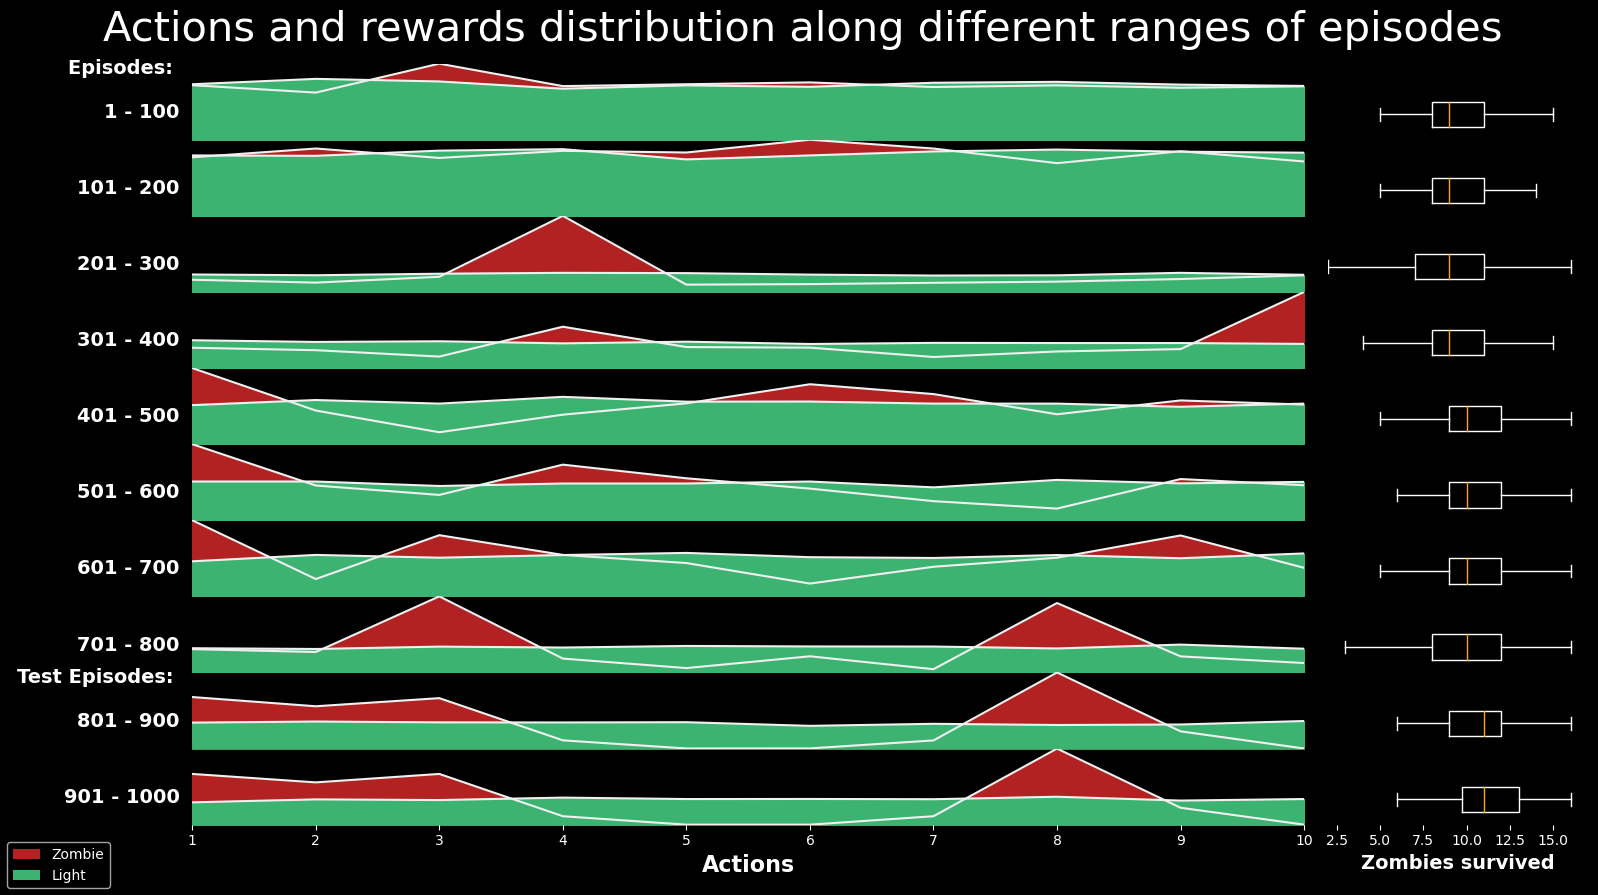 Actions and rewards distribution along different ranges of episodes
Episodes:
1 - 100
101 - 200
201 - 300
301 - 400
401 - 500
501 - 600
601 - 700
701 - 800
Test Episodes:
801 - 900
901 - 1000
1 2 3 4 5 6 7 8 9 10
2.5 5.0 7.5 10.0 12.5 15.0
Actions
Zombies survived
Zombie
Light